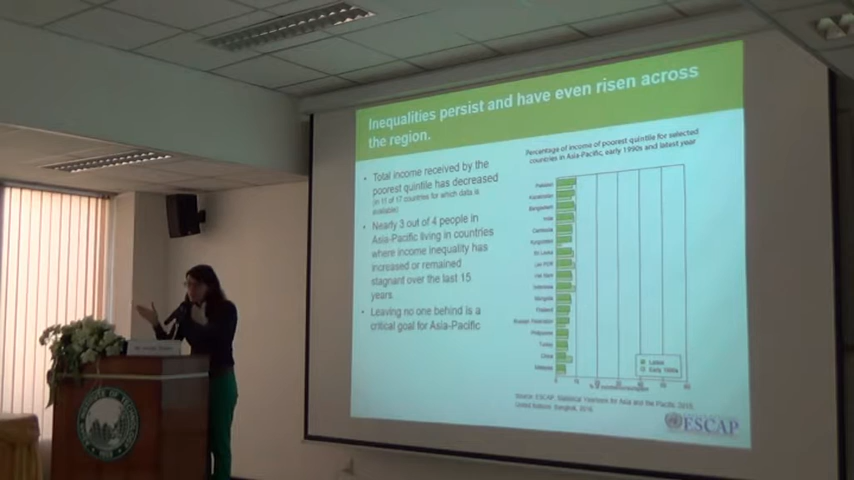 Inequalities persist and have even risen across
the region.
• Total income received by the
poorest quintile has decreased
(in 11 of 17 countries for which data is
available)
• Nearly 3 out of 4 people in
Asia-Pacific living in countries
where income inequality has
increased or remained
stagnant over the last 15
years.
• Leaving no one behind is a
critical goal for Asia-Pacific
Percentage of income of poorest quintile for selected
countries in Asia-Pacific, early 1990s and latest year
Pakistan
Kazakhstan
Bangladesh
India
Cambodia
Kyrgyzstan
Sri Lanka
Lao PDR
Viet Nam
Indonesia
Mongolia
Thailand
Russian Federation
Philippines
Turkey
China
Malaysia
Latest
Early 1990s
Source: ESCAP, Statistical Yearbook for Asia and the Pacific 2015,
United Nations: Bangkok, 2016
ESCAP